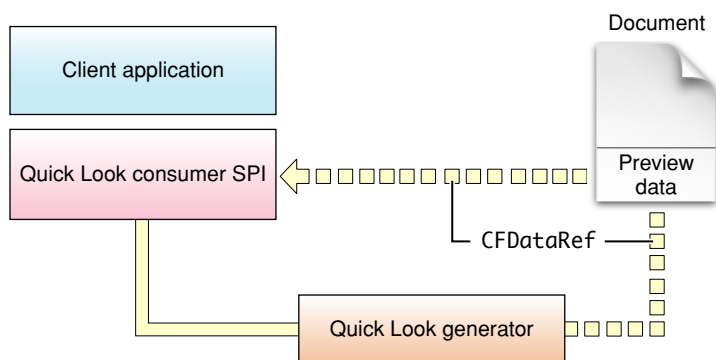 Document
Client application
Quick Look consumer SPI
Preview
data
CFDataRef
Quick Look generator